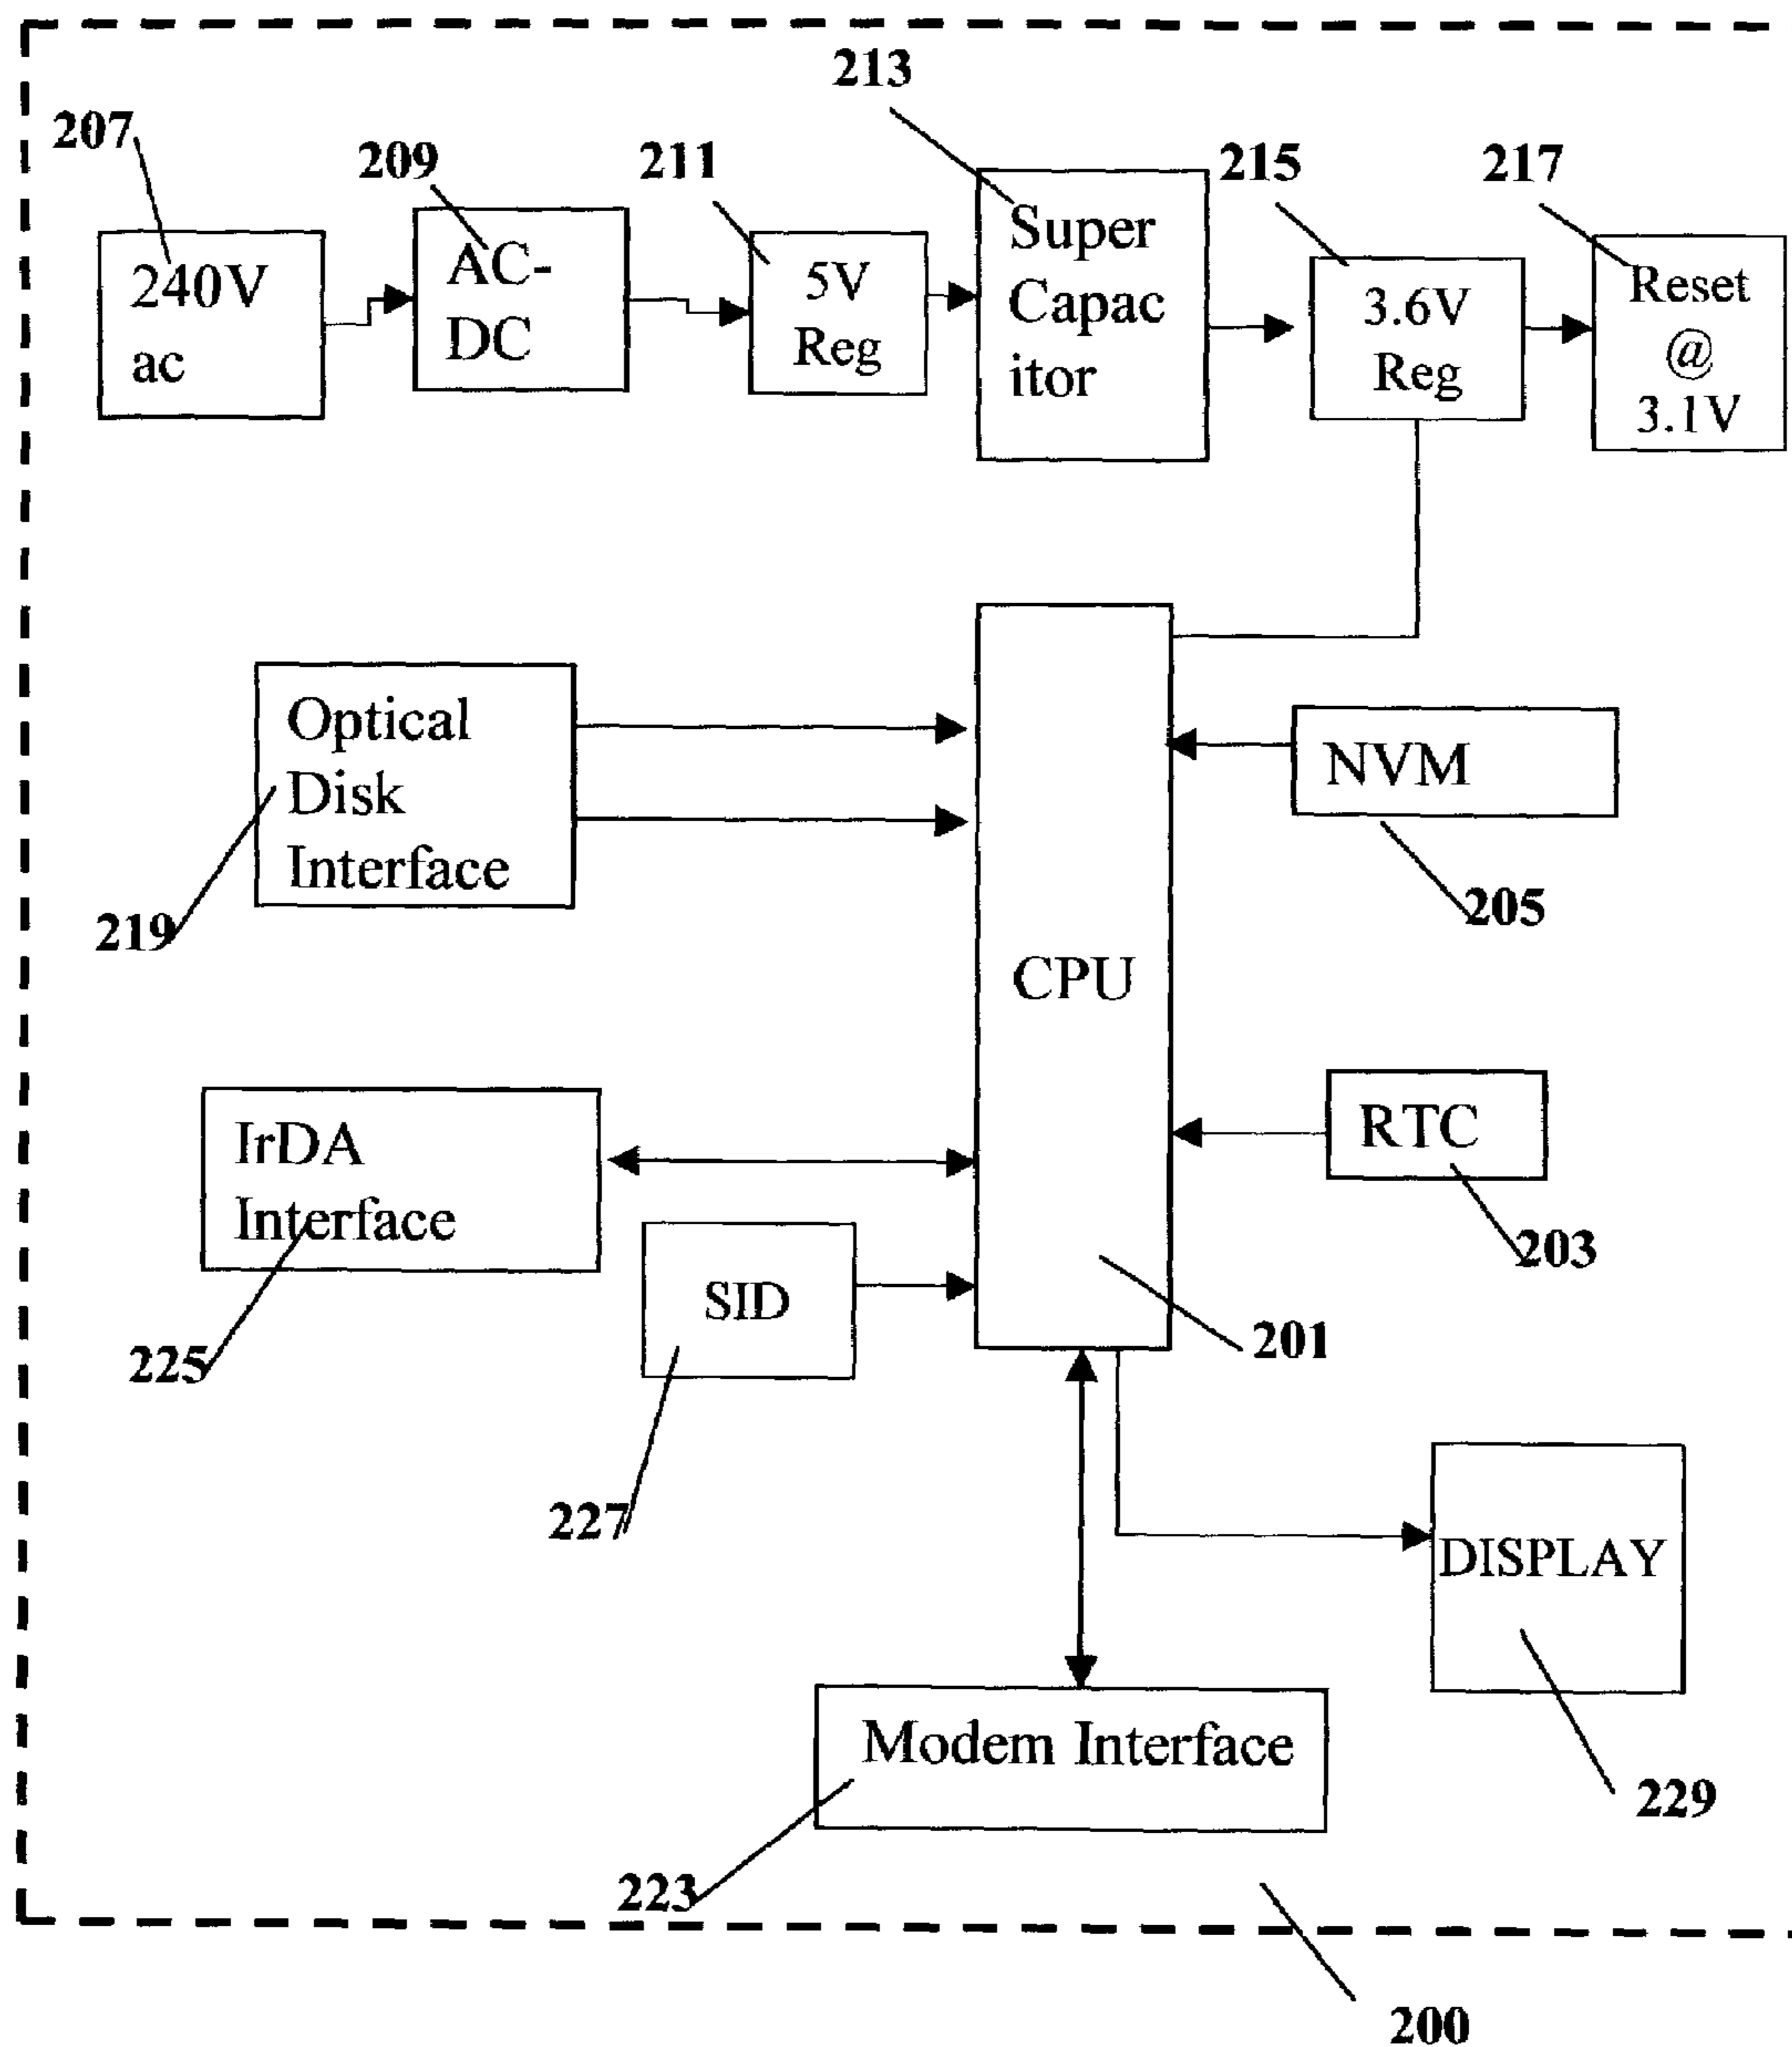 213
207
209
211
215
217
240V
ac
AC-
DC
5V
Reg
Super
Capac
itor
3.6V
Reg
Reset
@
3.1V
Optical
Disk
Interface
219
NVM
205
CPU
IrDA
Interface
225
RTC
203
SID
227
201
DISPLAY
229
Modem Interface
223
200